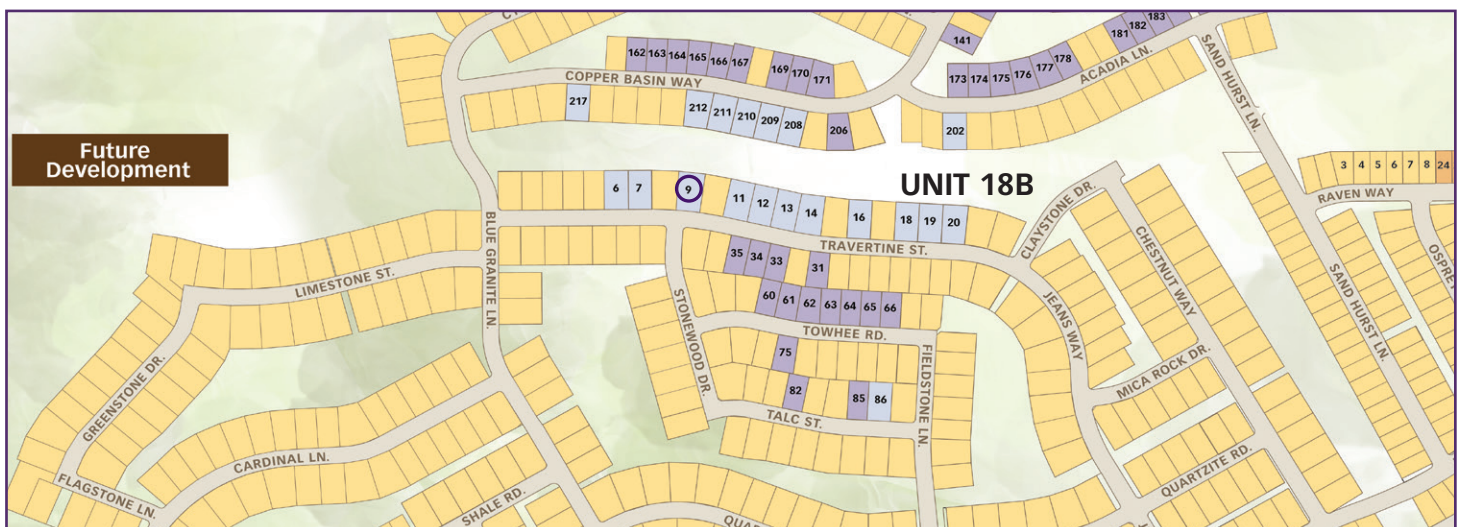 183
182
181
141
162 163 164 165 166 167 169 170 171
173 174 175 176 177 178
ACADIA LN.
SAND HURST LN.
COPPER BASIN WAY
217 212 211 210 209 208 206 202
Future
Development
UNIT 18B
3 4 5 6 7 8 24
RAVEN WAY
6 7 9 11 12 13 14 16 18 19 20
CLAYSTONE DR.
CHESTNUT WAY
BLUE GRANITE LN.
TRAVERTINE ST.
LIMESTONE ST.
35 34 33 31
STONEWOOD DR.
60 61 62 63 64 65 66
TOWHEE RD.
JEANS WAY
SAND HURST LN.
FIELDSTONE LN.
75
82 85 86
TALC ST.
MICA ROCK DR.
GREENSTONE DR.
CARDINAL LN.
FLAGSTONE LN.
SHALE RD.
QUARTZITE RD.